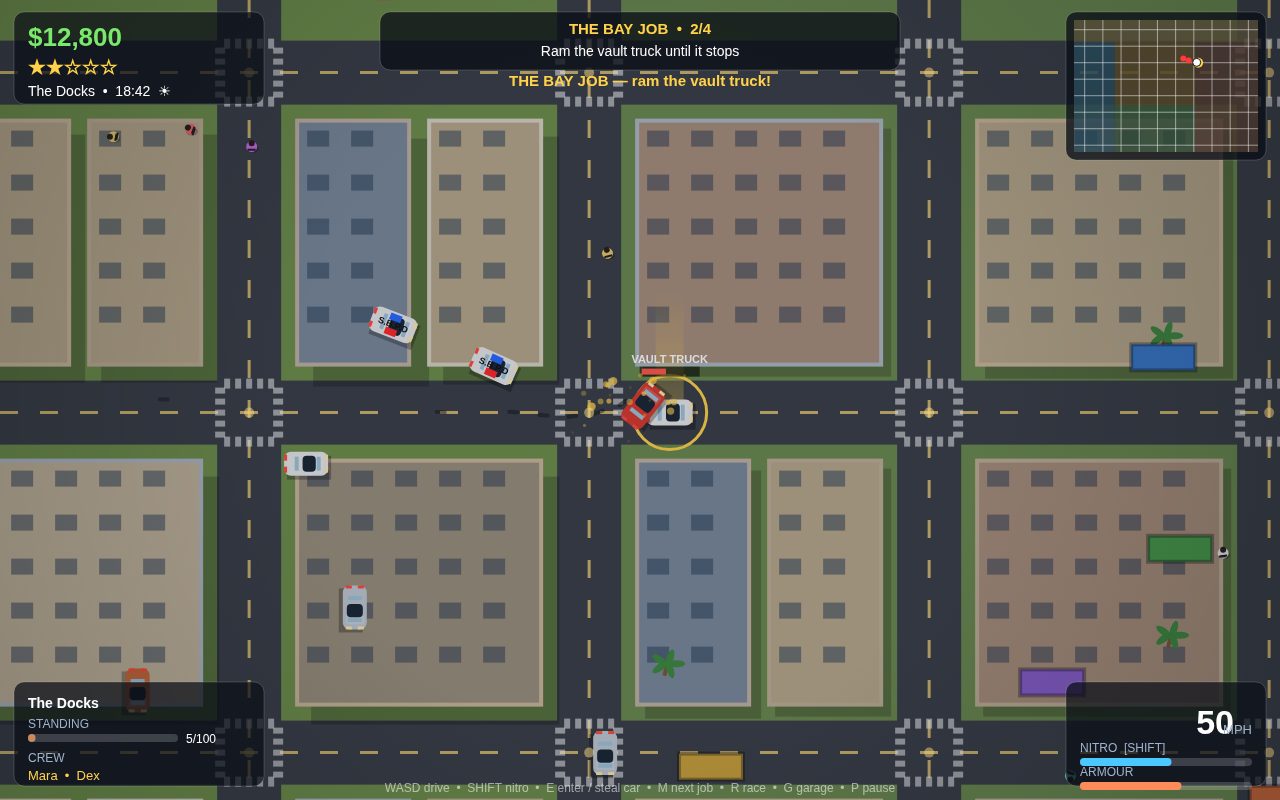 $12,800
★★☆☆☆
The Docks • 18:42 ☀
THE BAY JOB • 2/4
Ram the vault truck until it stops
THE BAY JOB — ram the vault truck!
VAULT TRUCK
The Docks
STANDING
5/100
CREW
Mara • Dex
50 MPH
NITRO [SHIFT]
ARMOUR
WASD drive • SHIFT nitro • E enter / steal car • M next job • R race • G garage • P pause